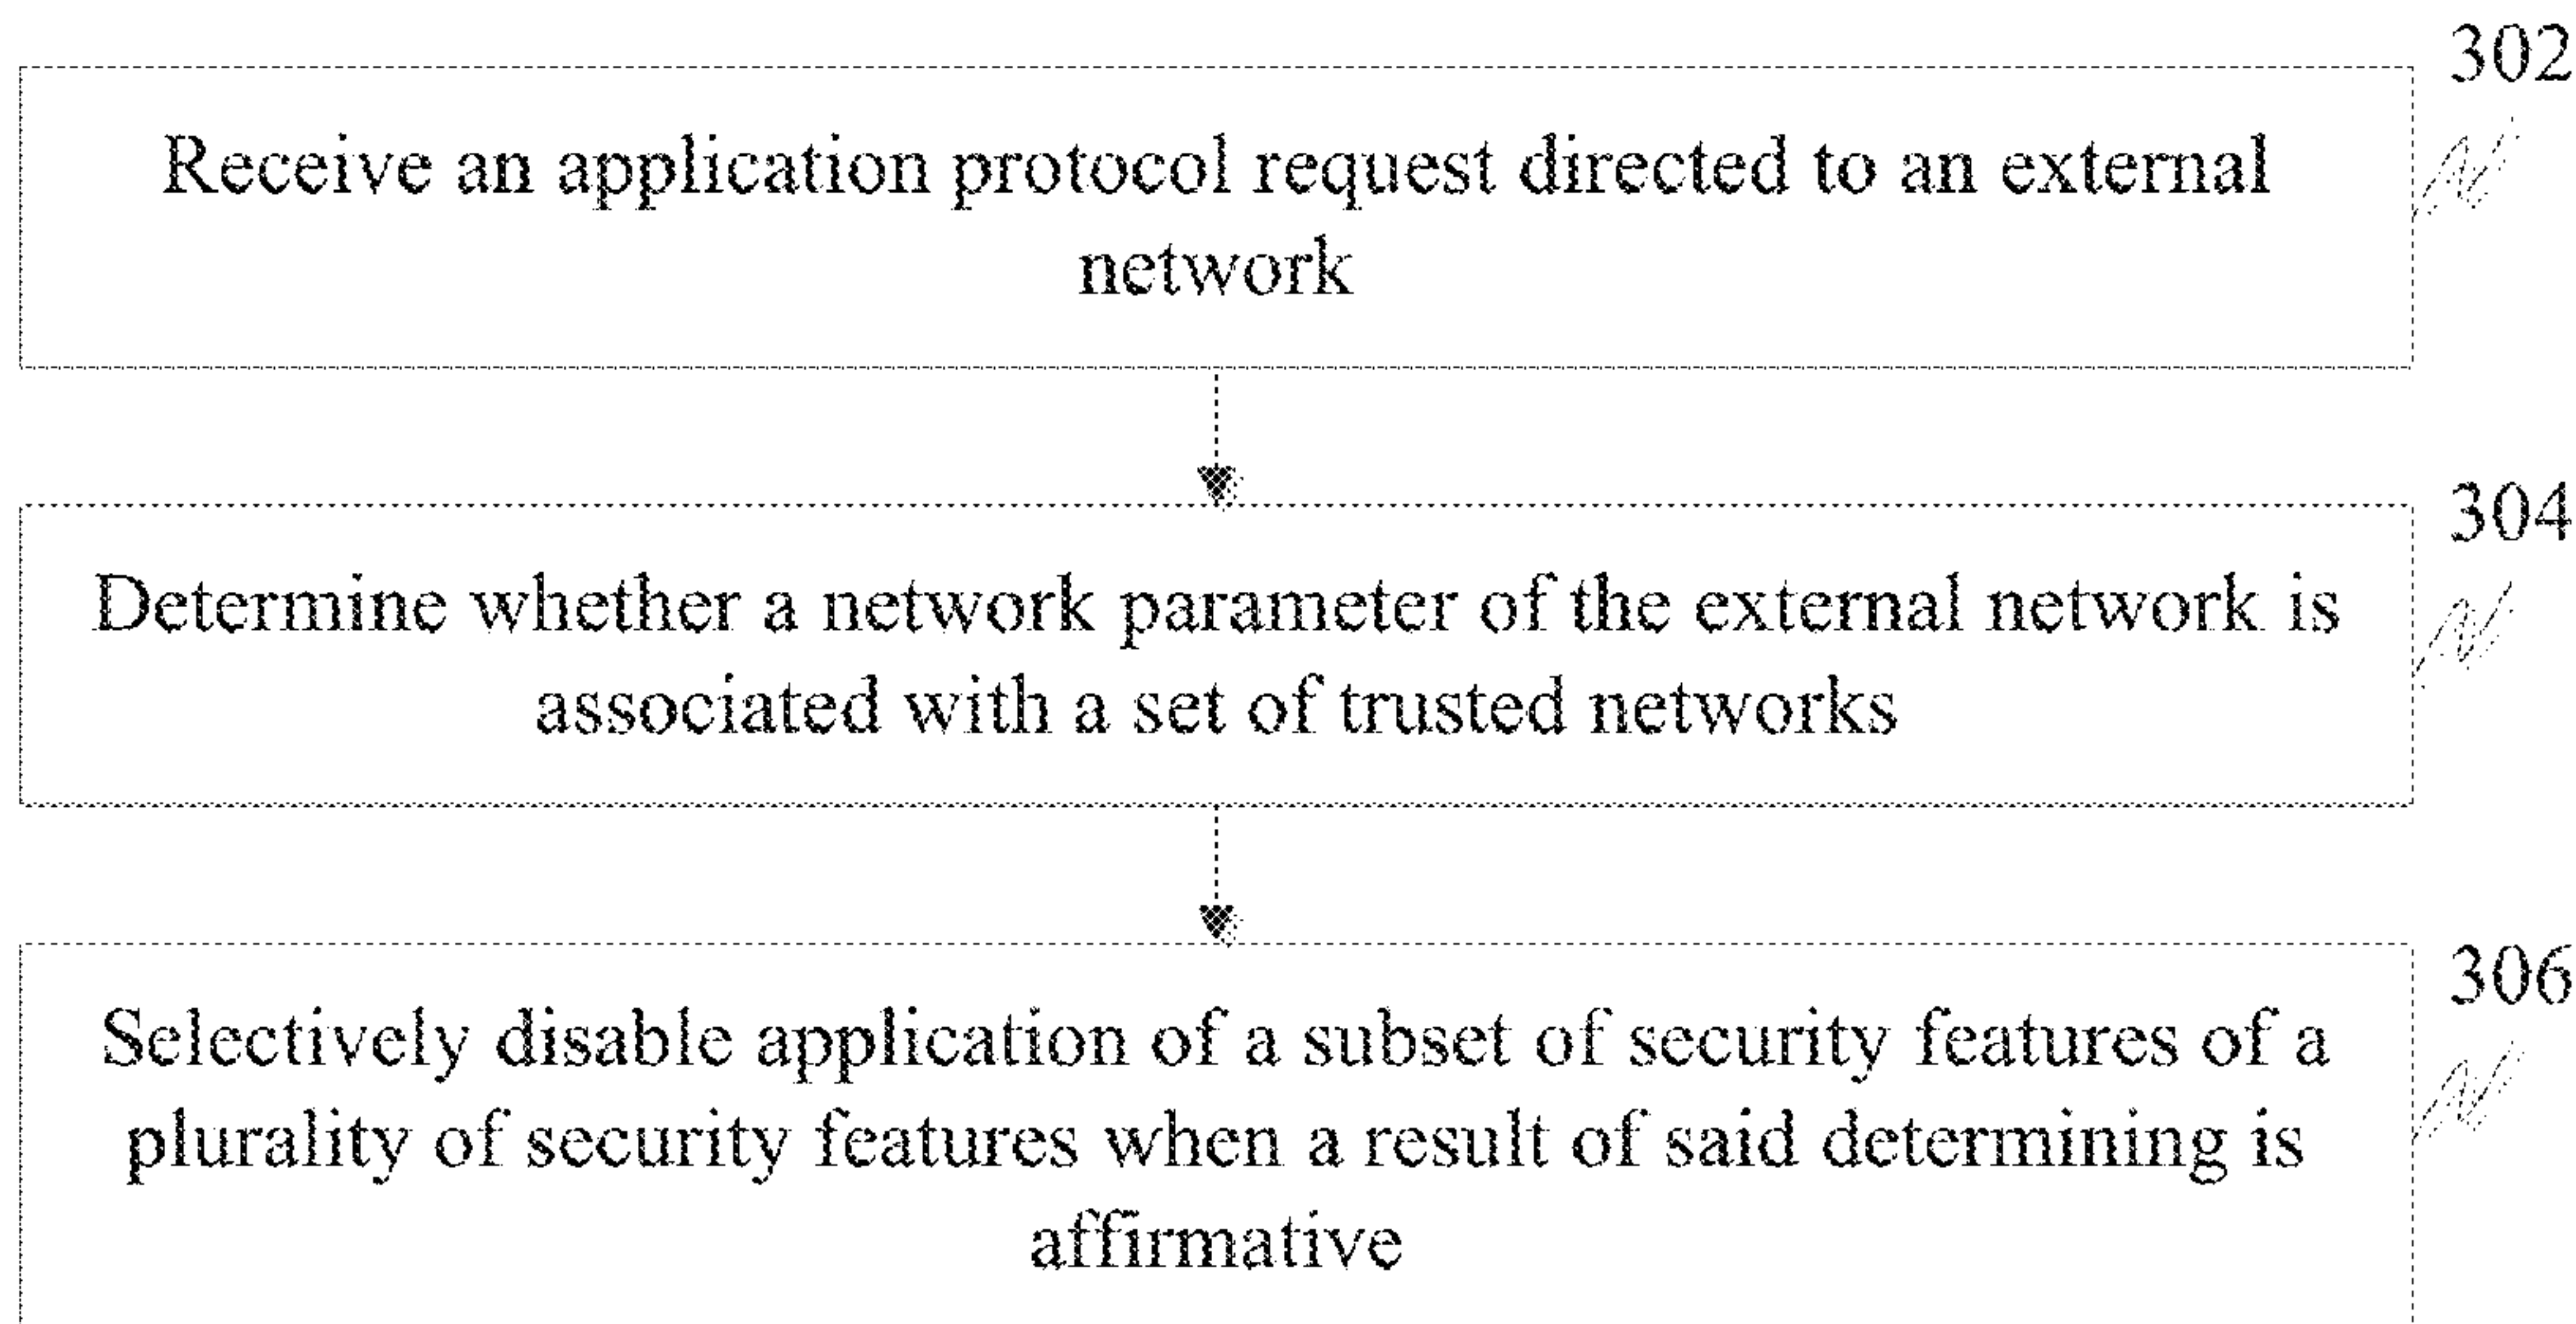 302
Receive an application protocol request directed to an external
network
304
Determine whether a network parameter of the external network is
associated with a set of trusted networks
306
Selectively disable application of a subset of security features of a
plurality of security features when a result of said determining is
affirmative